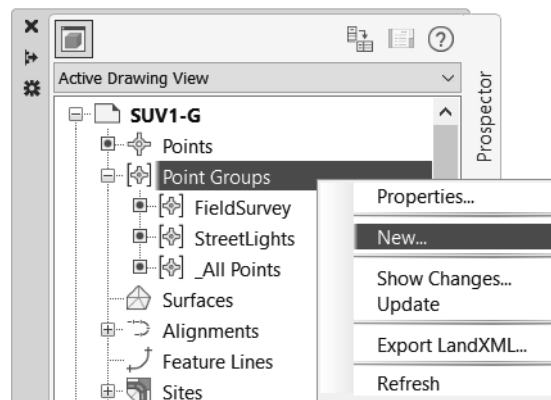 Active Drawing View
Prospector
SUV1-G
Points
Point Groups
FieldSurvey
StreetLights
_All Points
Surfaces
Alignments
Feature Lines
Sites
Properties...
New...
Show Changes...
Update
Export LandXML...
Refresh